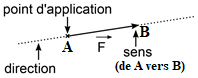 point d'application
A
F
B
direction
sens
(de A vers B)